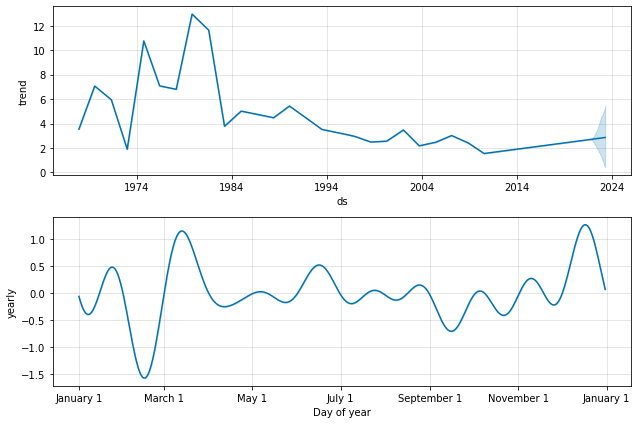 12
10
8
6
4
2
0
trend
1974 1984 1994 2004 2014 2024
ds
1.0
0.5
0.0
-0.5
-1.0
-1.5
yearly
January 1 March 1 May 1 July 1 September 1 November 1 January 1
Day of year